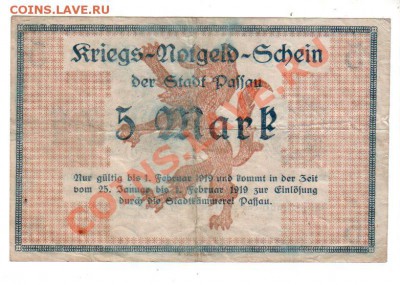 COINS.LAVE.RU
Kriegs-Notgeld-Schein
der Stadt Passau
5 Mark
Nur gültig bis 1. Februar 1919 und kommt in der Zeit
vom 25. Januar bis 1. Februar 1919 zur Einlösung
durch die Stadtkämmerei Passau.
COINS.LAVE.RU